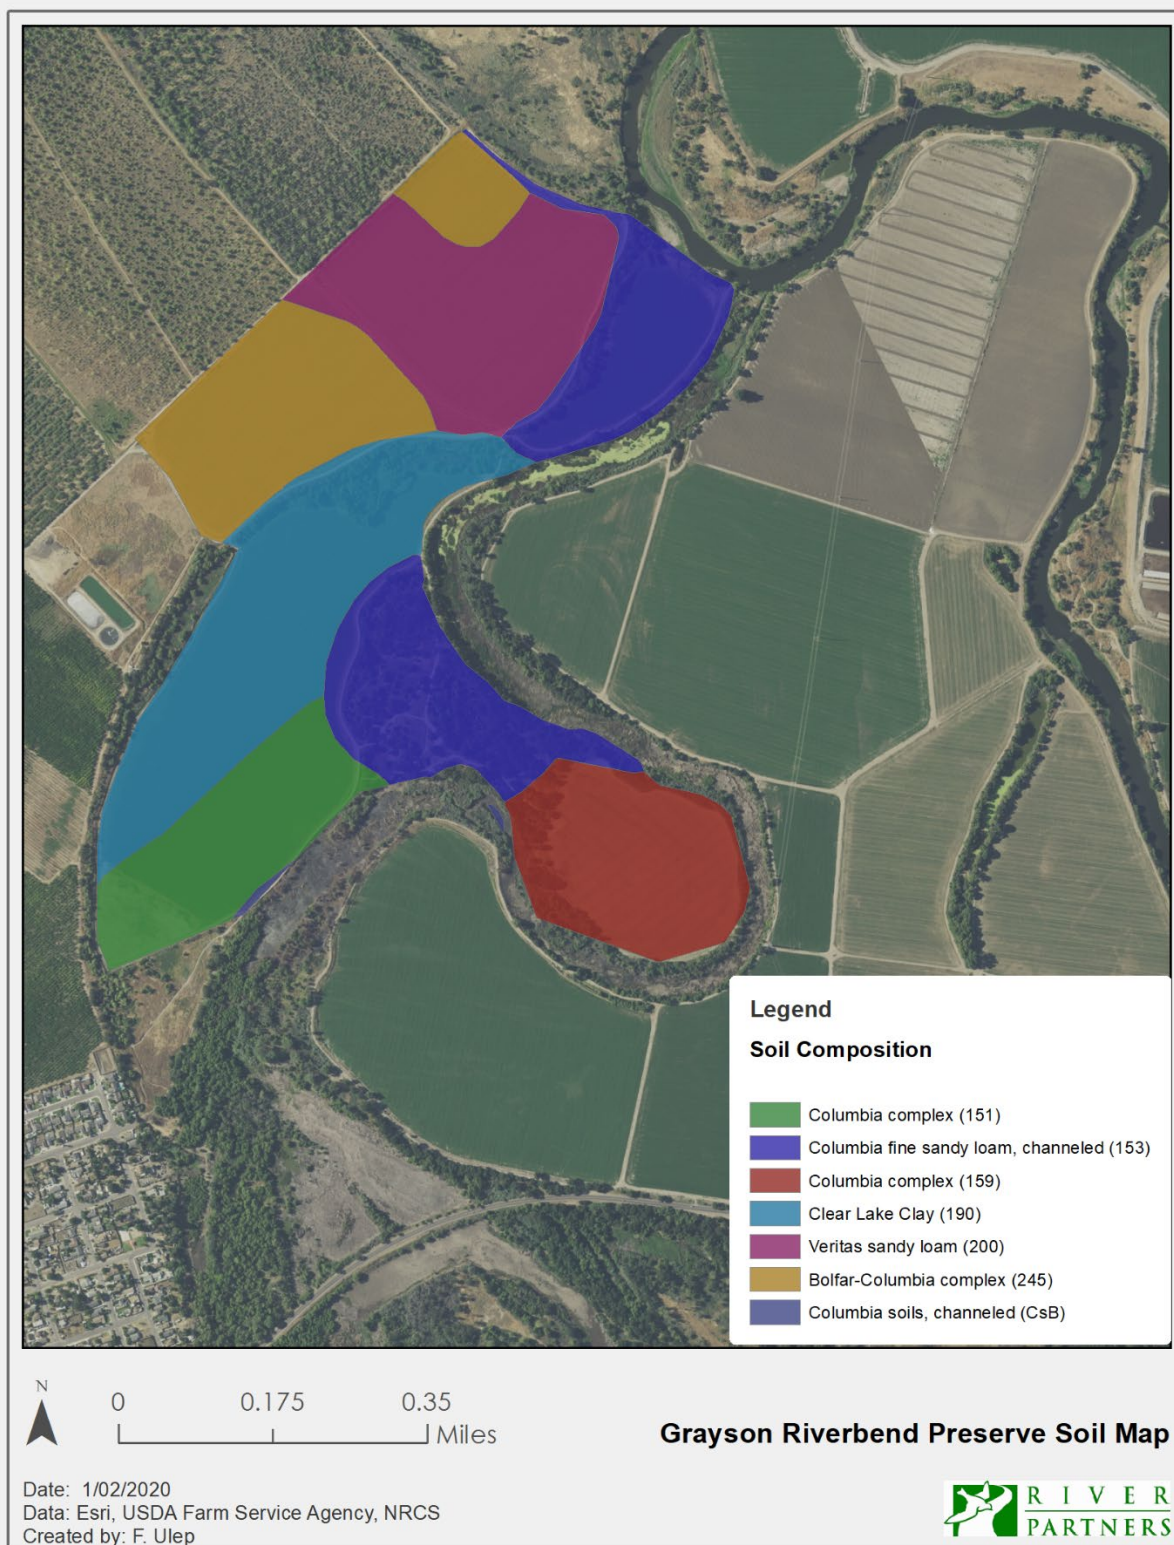 Legend
Soil Composition
Columbia complex (151)
Columbia fine sandy loam, channeled (153)
Columbia complex (159)
Clear Lake Clay (190)
Veritas sandy loam (200)
Bolfar-Columbia complex (245)
Columbia soils, channeled (CsB)
N
0 0.175 0.35
Miles
Grayson Riverbend Preserve Soil Map
Date: 1/02/2020
Data: Esri, USDA Farm Service Agency, NRCS
Created by: F. Ulep
RIVER
PARTNERS